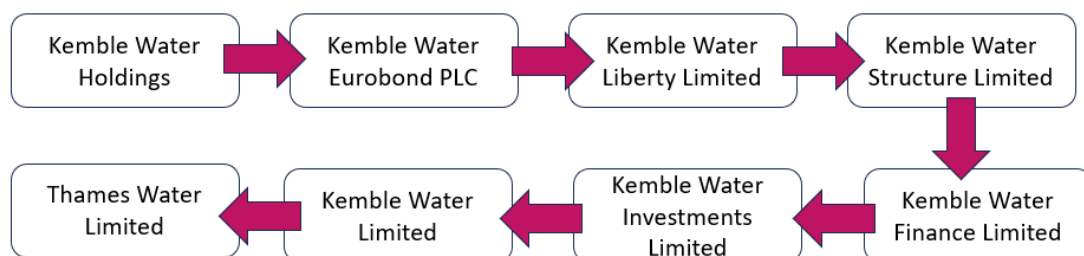 Kemble Water
Holdings
Kemble Water
Eurobond PLC
Kemble Water
Liberty Limited
Kemble Water
Structure Limited
Kemble Water
Finance Limited
Kemble Water
Investments
Limited
Kemble Water
Limited
Thames Water
Limited